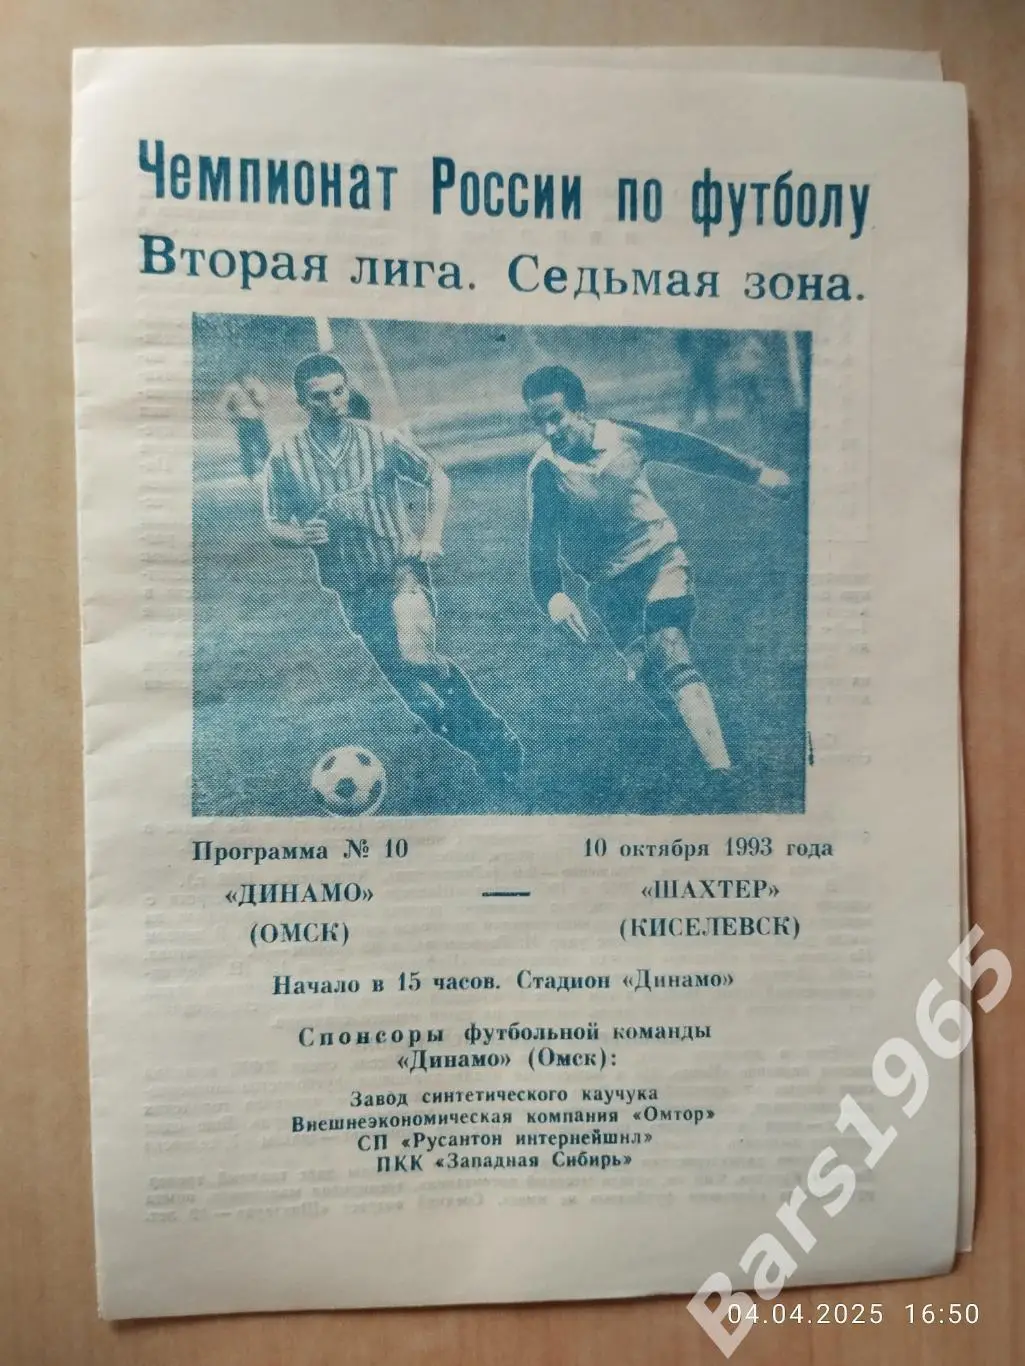 Чемпионат России по футболу
Вторая лига. Седьмая зона.
Программа № 10 10 октября 1993 года
«ДИНАМО» — «ШАХТЕР»
(ОМСК) (КИСЕЛЕВСК)
Начало в 15 часов. Стадион «Динамо»
Спонсоры футбольной команды
«Динамо» (Омск):
Завод синтетического каучука
Внешнеэкономическая компания «Омтор»
СП «Русантон интернейшнл»
ПКК «Западная Сибирь»
Bars1965
04.04.2025 16:50